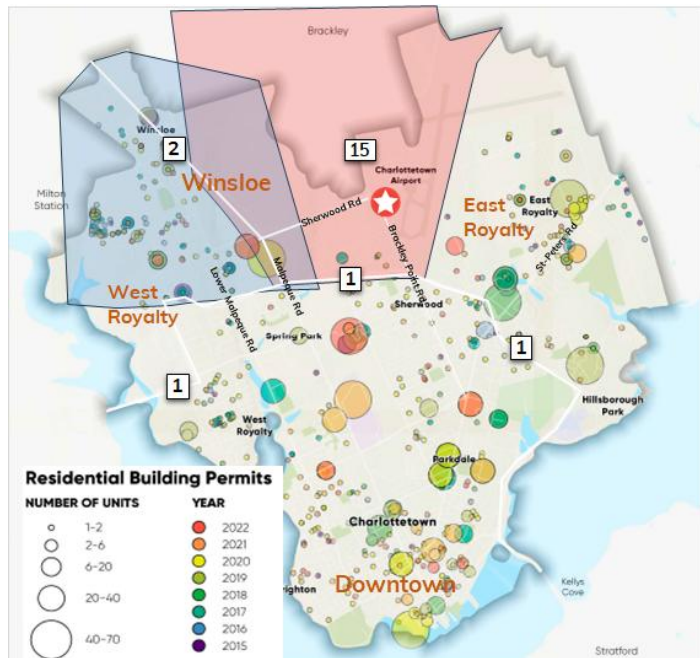 Brackley
Winsloe
2
15
Charlottetown
Airport
Milton
Station
Winsloe
Sherwood Rd
East
Royalty
East
Royalty
St-Peters Rd
Brackley Point Rd
Malpeque Rd
Lower Malpeque Rd
West
Royalty
1
Sherwood
Spring Park
1
1
Hillsborough
Park
West
Royalty
Parkdale
Residential Building Permits
NUMBER OF UNITS
YEAR
1-2
2-6
6-20
20-40
40-70
2022
2021
2020
2019
2018
2017
2016
2015
Charlottetown
Downtown
righton
Kellys
Cove
Stratford